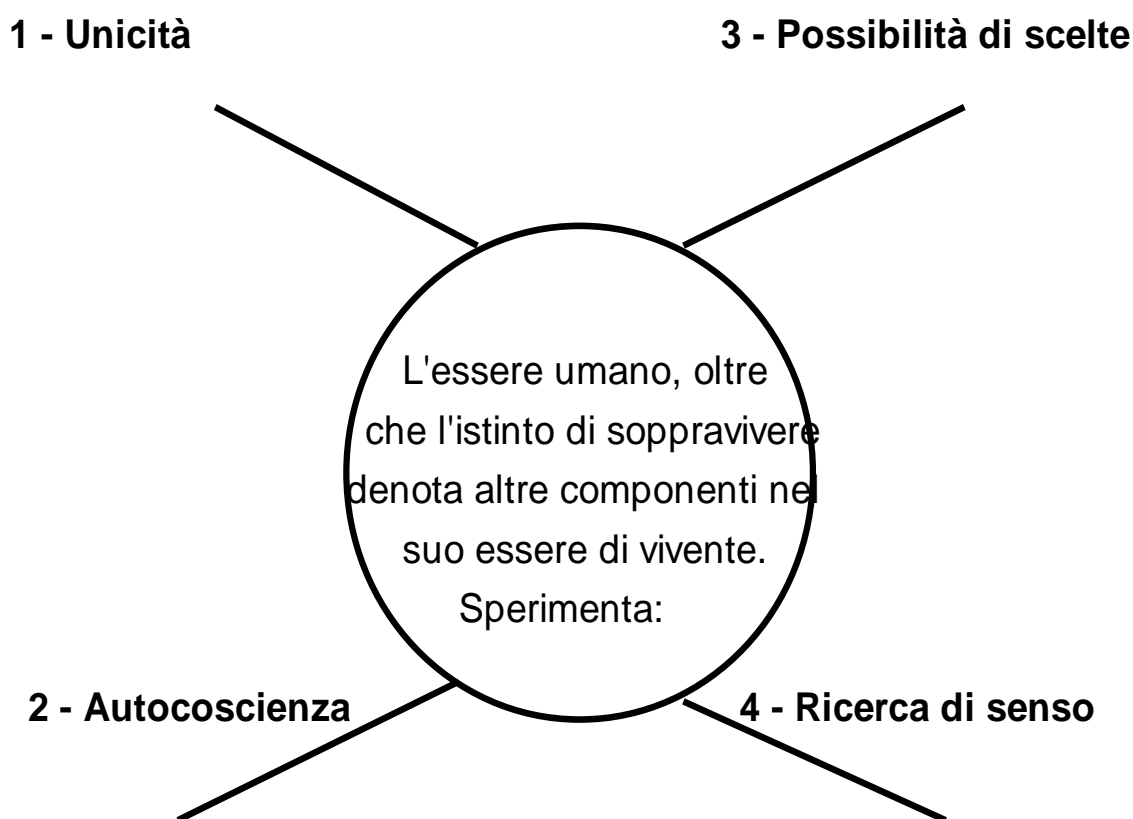 1 - Unicità
3 - Possibilità di scelte
L'essere umano, oltre
che l'istinto di soppravivere
denota altre componenti nel
suo essere di vivente.
Sperimenta:
2 - Autocoscienza
4 - Ricerca di senso